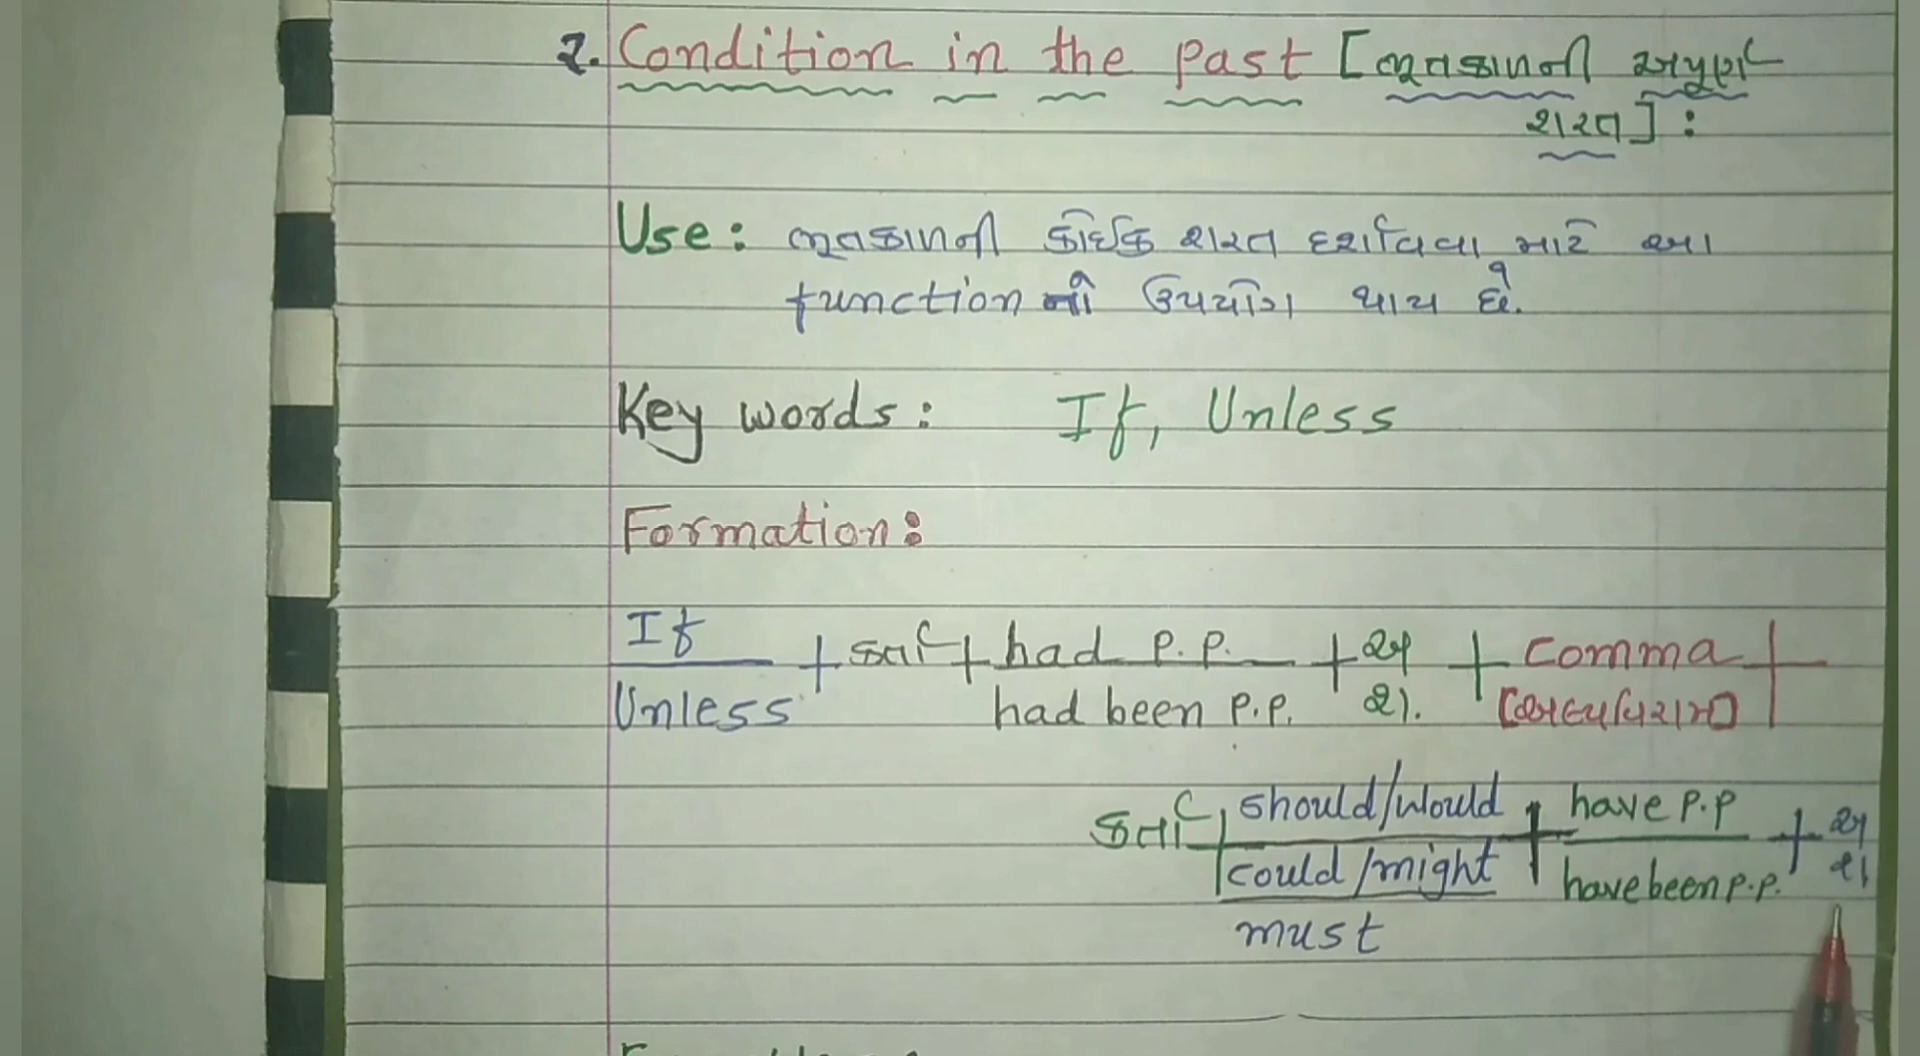 2. Condition in the past [ભૂતકાળની અપૂર્ણ
શરત] :
Use : ભૂતકાળની કોઈક શરત દર્શાવવા માટે આ
function નો ઉપયોગ થાય છે.
Key words : If, Unless
Formation :
If + કર્તા + had p.p. + અ + comma +
Unless had been p.p. શ. [અલ્પવિરામ]
કર્તા + should/would + have p.p + અ
could/might have been p.p. શ
must